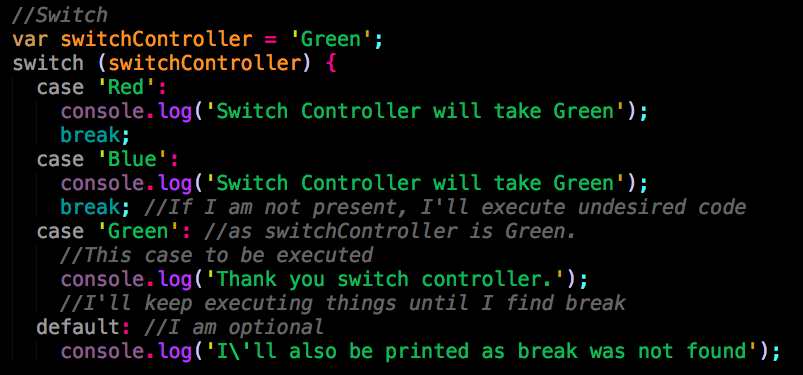 //Switch
var switchController = 'Green';
switch (switchController) {
case 'Red':
console.log('Switch Controller will take Green');
break;
case 'Blue':
console.log('Switch Controller will take Green');
break; //If I am not present, I'll execute undesired code
case 'Green': //as switchController is Green.
//This case to be executed
console.log('Thank you switch controller.');
//I'll keep executing things until I find break
default: //I am optional
console.log('I\'ll also be printed as break was not found');